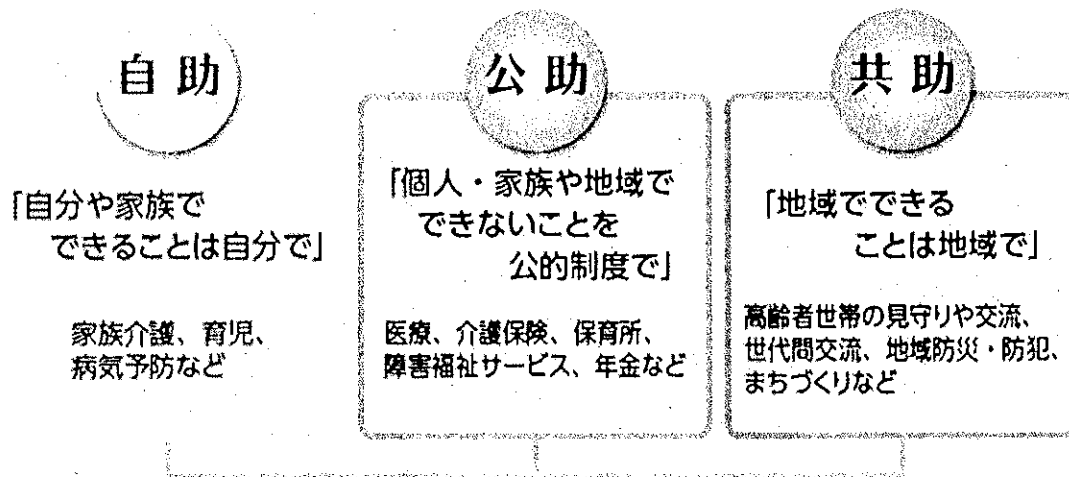 自助
「自分や家族で
できることは自分で」
家族介護、育児、
病気予防など
公助
「個人・家族や地域で
できないことを
公的制度で」
医療、介護保険、保育所、
障害福祉サービス、年金など
共助
「地域でできる
ことは地域で」
高齢者世帯の見守りや交流、
世代間交流、地域防災・防犯、
まちづくりなど